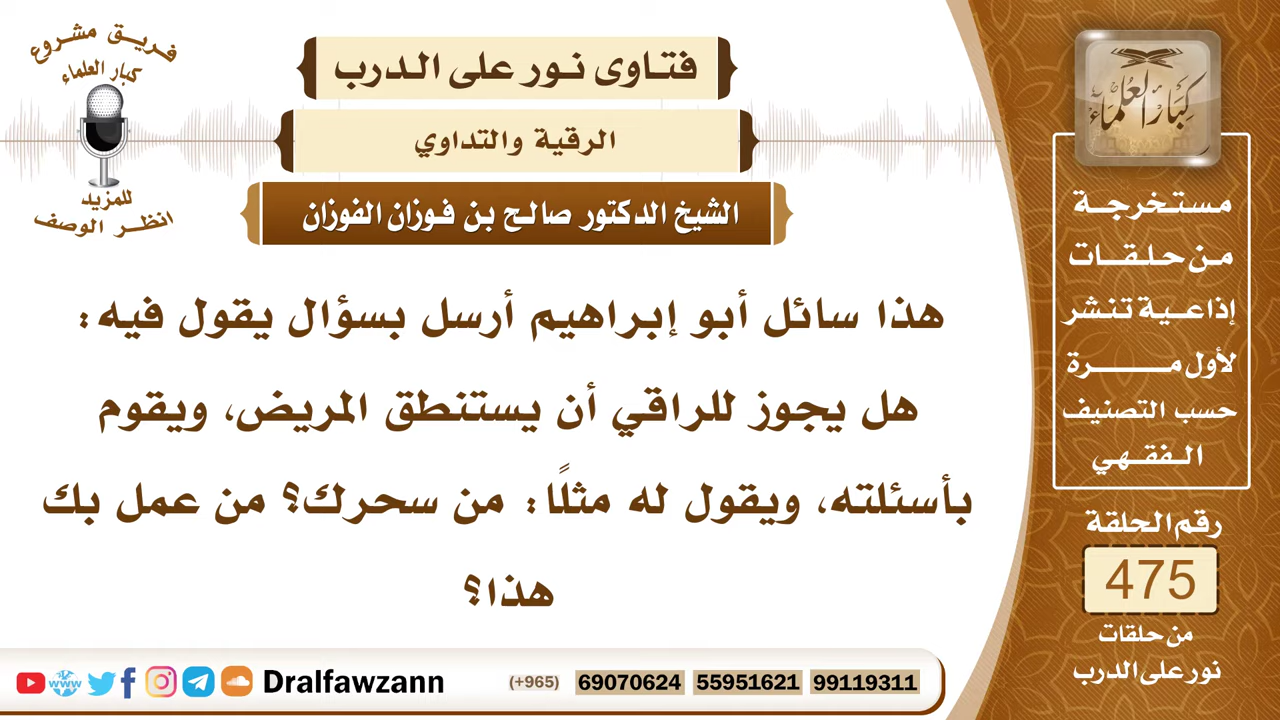 فريق مشروع
كبار العلماء
للمزيد
انظر الوصف
فتاوى نور على الدرب
الرقية والتداوي
الشيخ الدكتور صالح بن فوزان الفوزان
هذا سائل أبو إبراهيم أرسل بسؤال يقول فيه:
هل يجوز للراقي أن يستنطق المريض، ويقوم
بأسئلته، ويقول له مثلًا: من سحرك؟ من عمل بك
هذا؟
كبار العلماء
مستخرجة
من حلقات
إذاعية تنشر
لأول مرة
حسب التصنيف
الفقهي
رقم الحلقة
475
من حلقات
نور على الدرب
www
Dralfawzann
(+965) 69070624 55951621 99119311